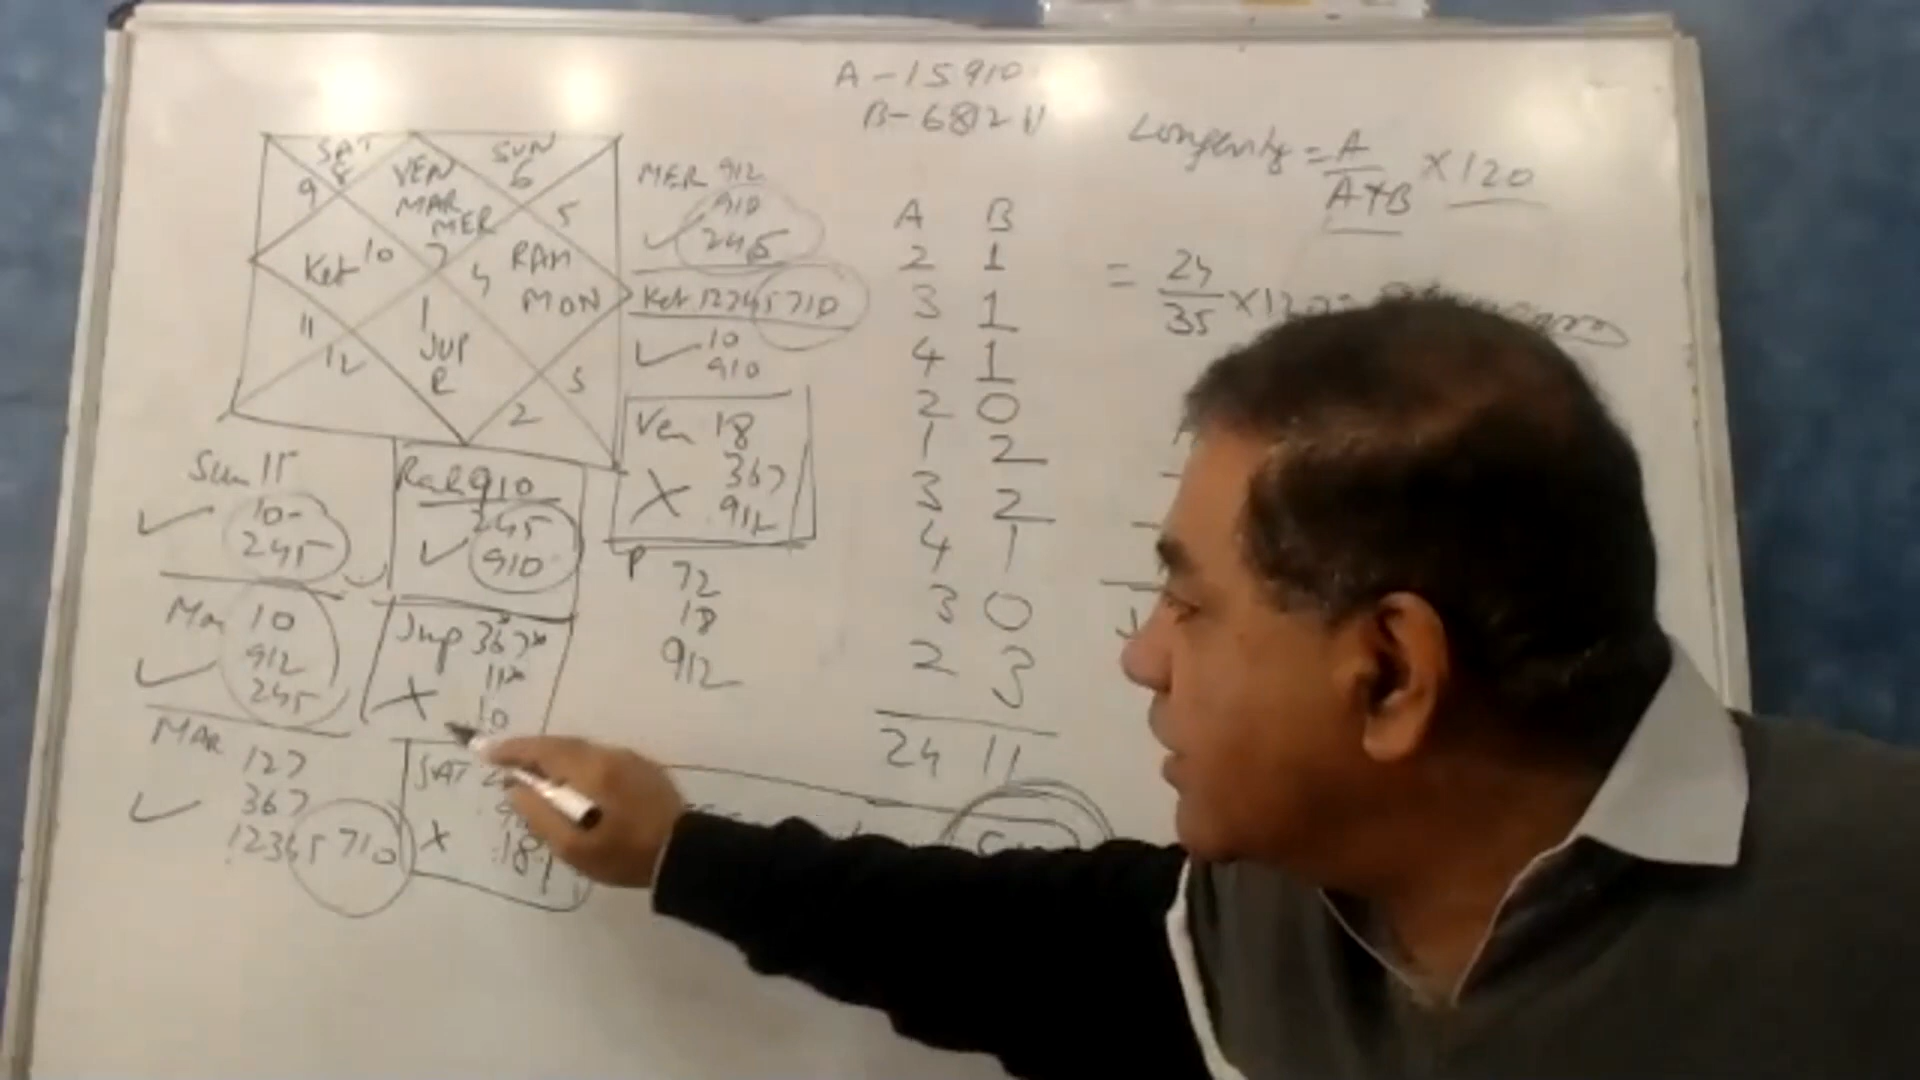 A-15910
B-681211
Longevity = A/A+B × 120
= 24/35 × 120 =
SAT
8
9
VEN
MAR
MER
7
SUN
6
5
Ket 10
4
RAH
MON
11
12
1
JUP
R
2
MER 912
910
245
Ket 12345710
10
910
Ven 18
367
912
P 72
18
912
Sun 11
10
245
Rah 910
245
910
10
912
245
Jup 367*
11*
10
MAR 127
367
12345710
SAT
A B
2 1
3 1
4 1
2 0
1 2
3 2
4 1
3 0
2 3
24 11